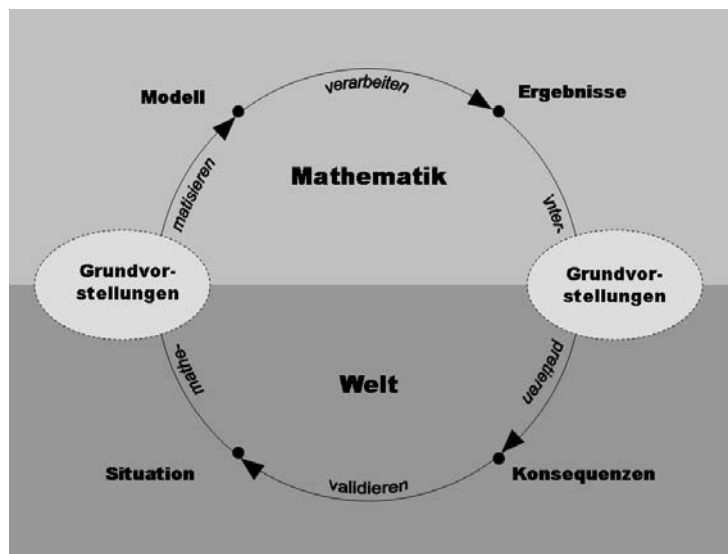 verarbeiten
Modell
Ergebnisse
matisieren
Mathematik
inter-
Grundvor-
stellungen
Grundvor-
stellungen
mathe-
Welt
pretieren
Situation
validieren
Konsequenzen